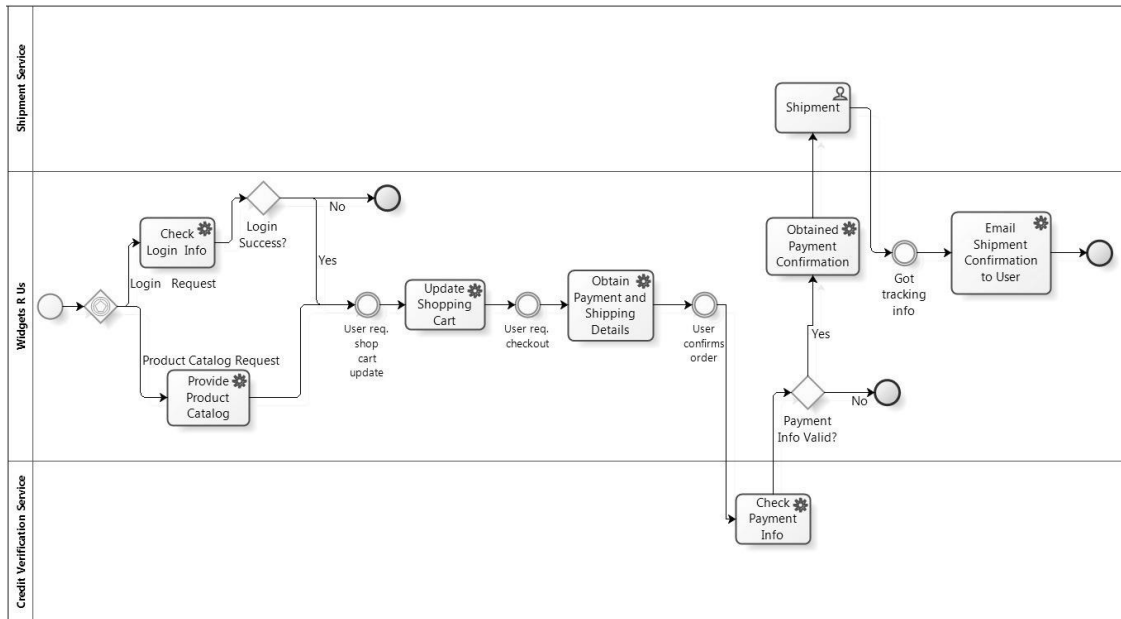 Shipment Service
Shipment
Widgets R Us
Check
Login Info
Login
Success?
No
Yes
Login Request
Product Catalog Request
Provide
Product
Catalog
User req.
shop
cart
update
Update
Shopping
Cart
User req.
checkout
Obtain
Payment and
Shipping
Details
User
confirms
order
Obtained
Payment
Confirmation
Yes
No
Payment
Info Valid?
Got
tracking
info
Email
Shipment
Confirmation
to User
Credit Verification Service
Check
Payment
Info